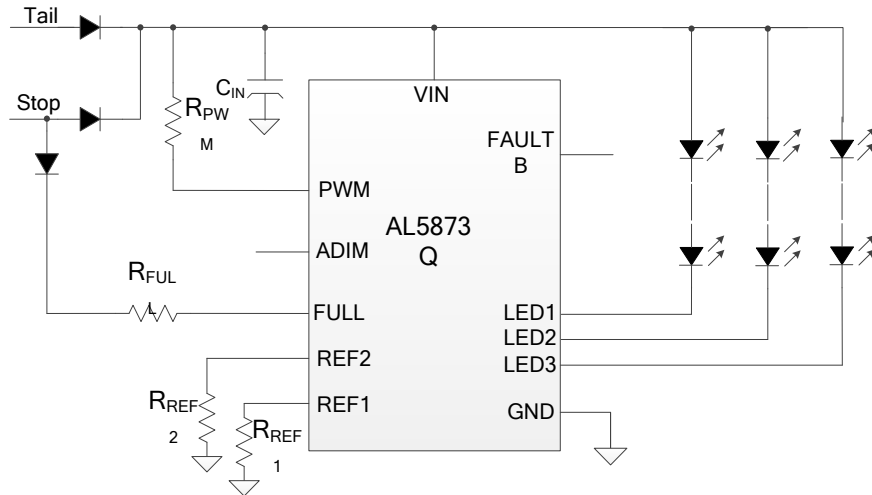 Tail
Stop
R_PW
M
C_IN
VIN
FAULT
B
PWM
AL5873
Q
ADIM
R_FUL
L
FULL
LED1
LED2
LED3
REF2
REF1
R_REF
2
R_REF
1
GND